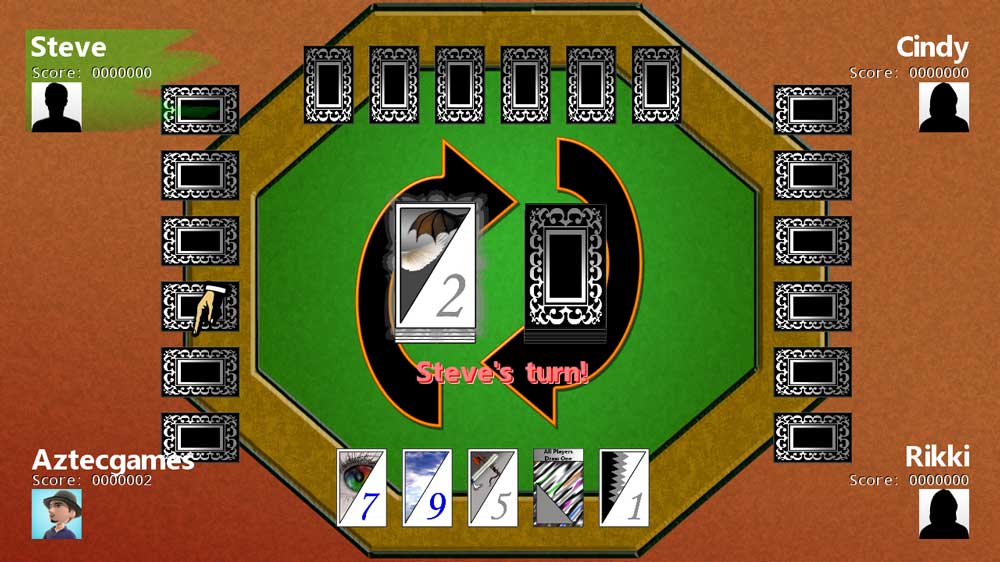 Steve
Score: 0000000
Cindy
Score: 0000000
2
Steve's turn!
Aztecgames
Score: 0000002
Rikki
Score: 0000000
7
9
5
All Players
Draw One
1